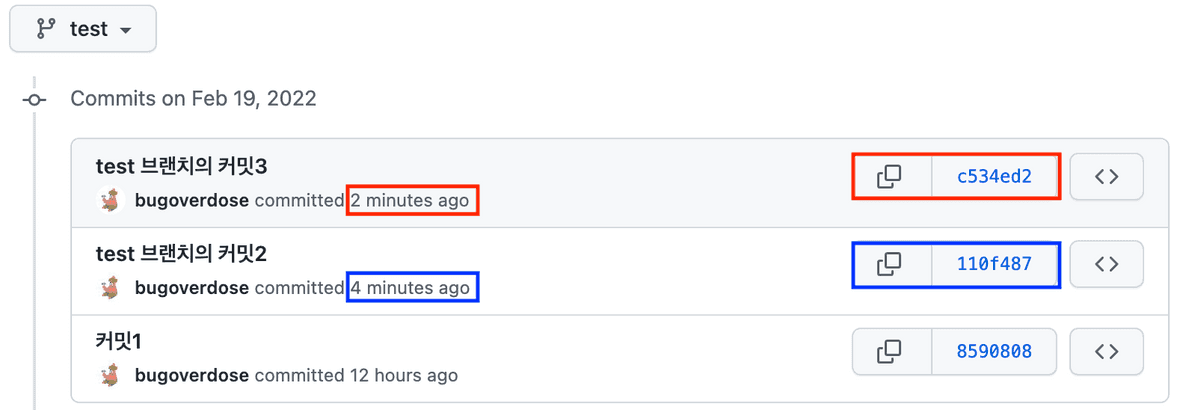 test
Commits on Feb 19, 2022
test 브랜치의 커밋3
bugoverdose committed 2 minutes ago
c534ed2
test 브랜치의 커밋2
bugoverdose committed 4 minutes ago
110f487
커밋1
bugoverdose committed 12 hours ago
8590808